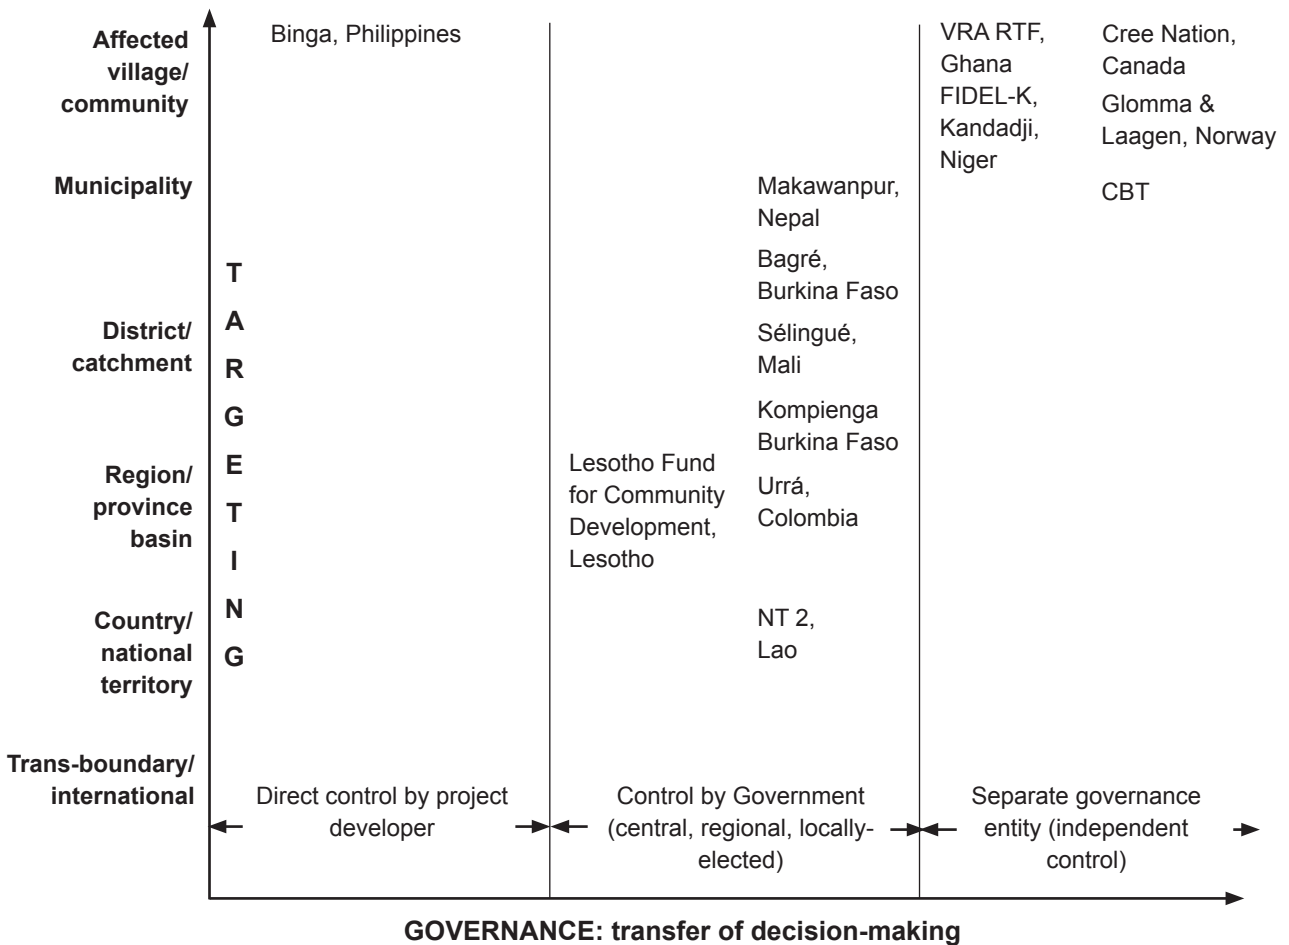 Affected
village/
community
Municipality
District/
catchment
Region/
province
basin
Country/
national
territory
Trans-boundary/
international
T
A
R
G
E
T
I
N
G
Binga, Philippines
Lesotho Fund
for Community
Development,
Lesotho
Makawanpur,
Nepal
Bagré,
Burkina Faso
Sélingué,
Mali
Kompienga
Burkina Faso
Urrá,
Colombia
NT 2,
Lao
VRA RTF,
Ghana
FIDEL-K,
Kandadji,
Niger
Cree Nation,
Canada
Glomma &
Laagen, Norway
CBT
Direct control by project
developer
Control by Government
(central, regional, locally-
elected)
Separate governance
entity (independent
control)
GOVERNANCE: transfer of decision-making